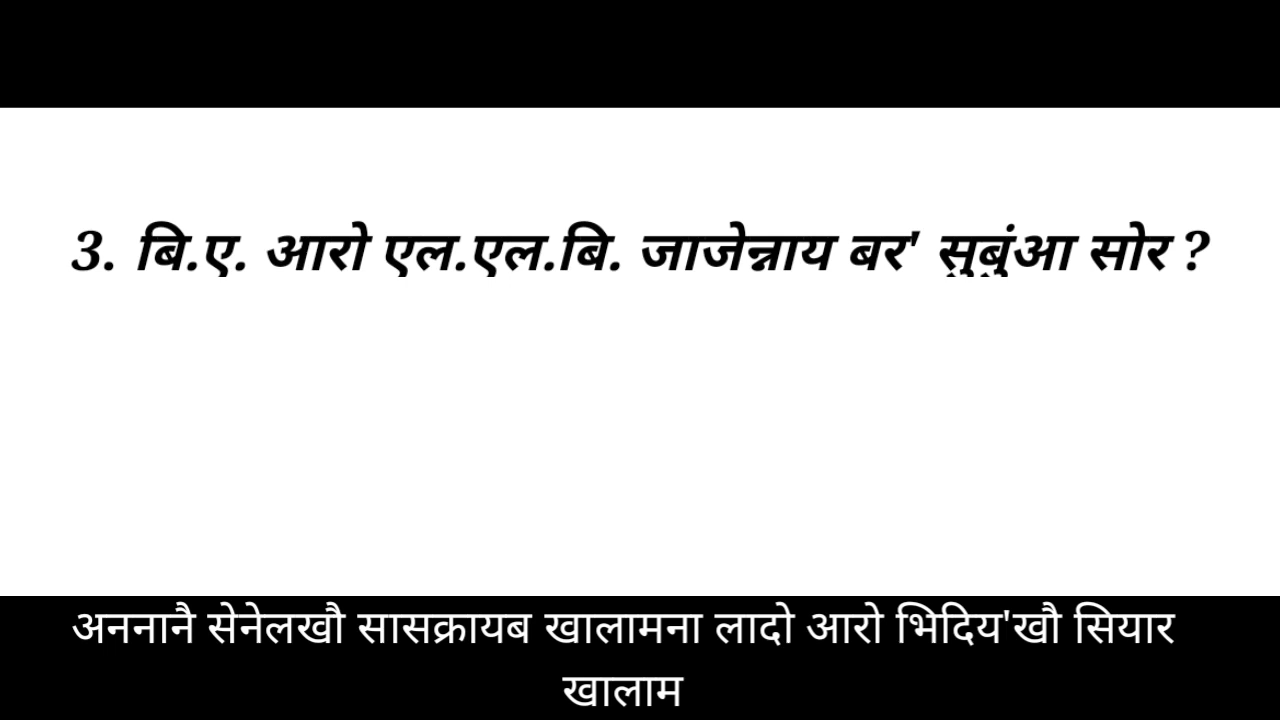 3. बि.ए. आरो एल.एल.बि. जाजेन्नाय बर' सुबुंआ सोर ?
अननानै सेनेलखौ सासक्रायब खालामना लादो आरो भिदिय'खौ सियार
खालाम